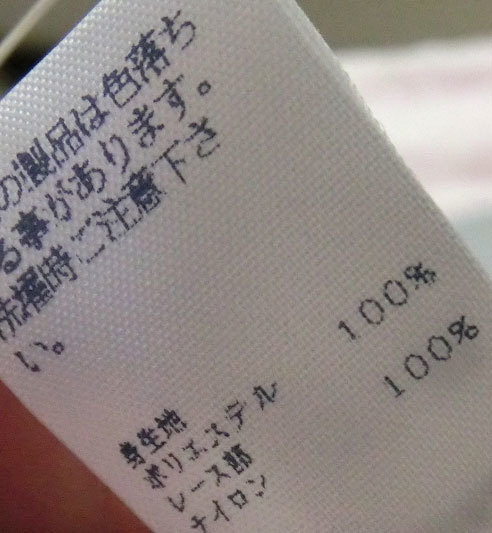 の製品は色落ち
る事があります。
洗濯時ご注意下さ
い。
身生地
ポリエステル 100%
レース部
ナイロン 100%